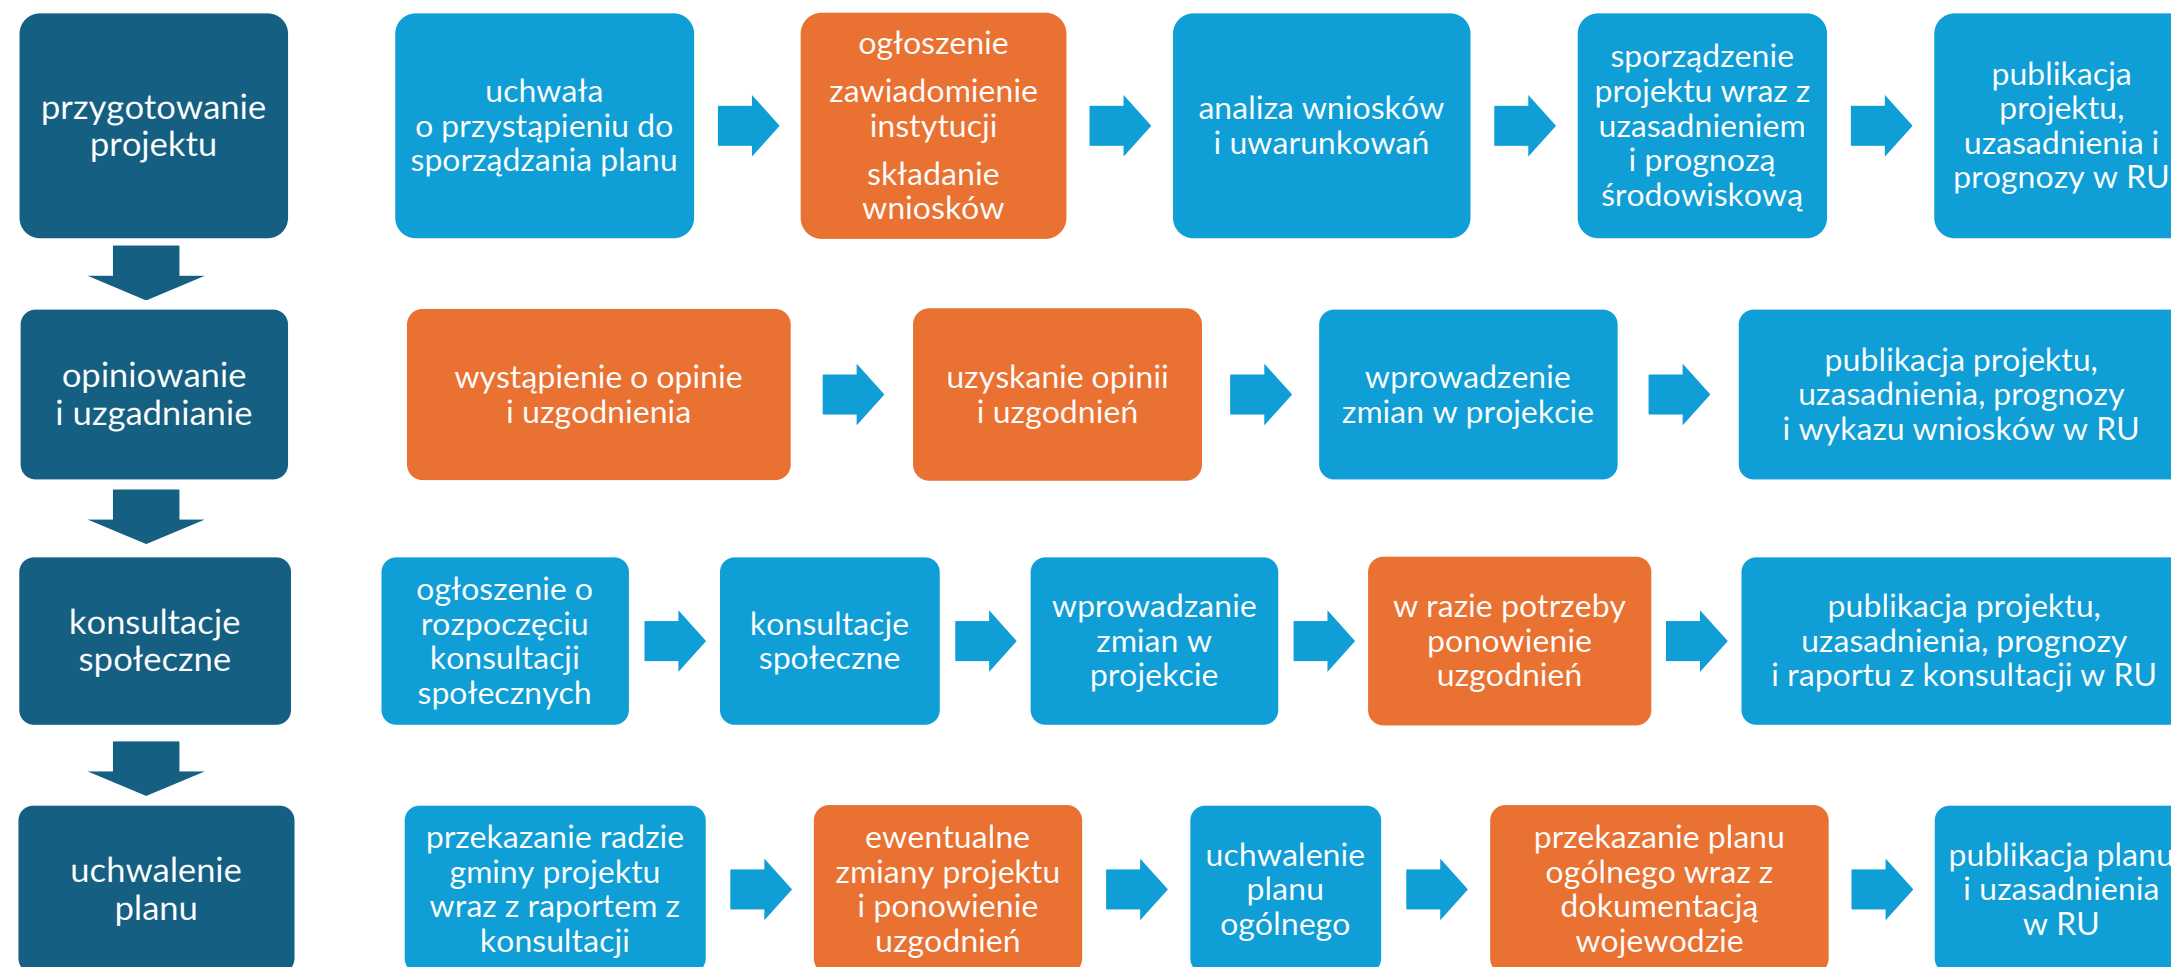 przygotowanie
projektu
uchwała
o przystąpieniu do
sporządzania planu
ogłoszenie
zawiadomienie
instytucji
składanie
wniosków
analiza wniosków
i uwarunkowań
sporządzenie
projektu wraz z
uzasadnieniem
i prognozą
środowiskową
publikacja
projektu,
uzasadnienia i
prognozy w RU
opiniowanie
i uzgadnianie
wystąpienie o opinie
i uzgodnienia
uzyskanie opinii
i uzgodnień
wprowadzenie
zmian w projekcie
publikacja projektu,
uzasadnienia, prognozy
i wykazu wniosków w RU
konsultacje
społeczne
ogłoszenie o
rozpoczęciu
konsultacji
społecznych
konsultacje
społeczne
wprowadzanie
zmian w
projekcie
w razie potrzeby
ponowienie
uzgodnień
publikacja projektu,
uzasadnienia, prognozy
i raportu z konsultacji w RU
uchwalenie
planu
przekazanie radzie
gminy projektu
wraz z raportem z
konsultacji
ewentualne
zmiany projektu
i ponowienie
uzgodnień
uchwalenie
planu
ogólnego
przekazanie planu
ogólnego wraz z
dokumentacją
wojewodzie
publikacja planu
i uzasadnienia
w RU